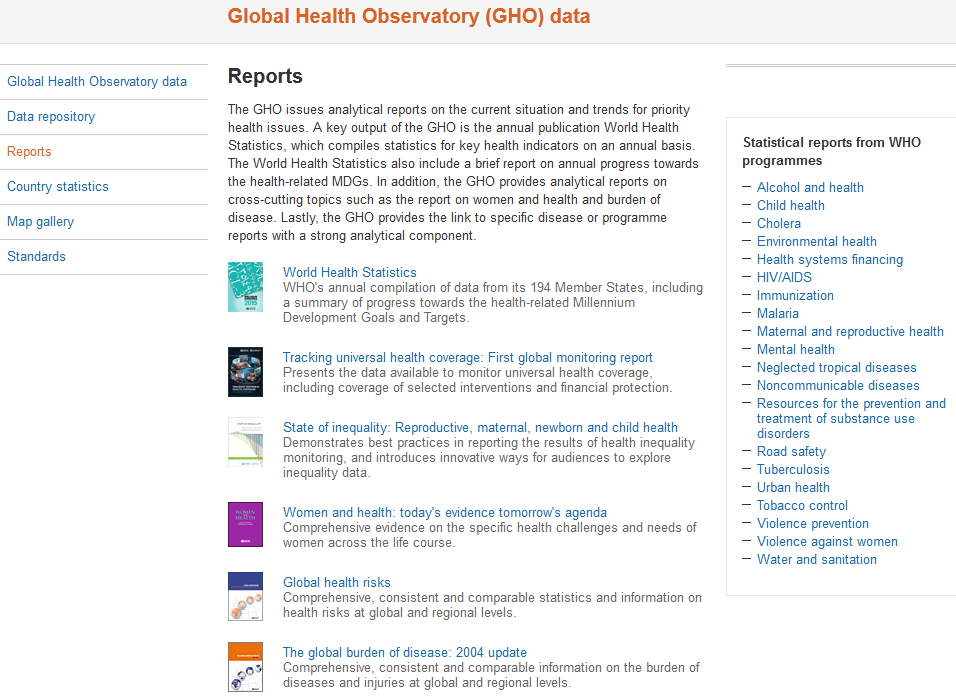 Global Health Observatory (GHO) data
Global Health Observatory data
Data repository
Reports
Country statistics
Map gallery
Standards
Reports
The GHO issues analytical reports on the current situation and trends for priority
health issues. A key output of the GHO is the annual publication World Health
Statistics, which compiles statistics for key health indicators on an annual basis.
The World Health Statistics also include a brief report on annual progress towards
the health-related MDGs. In addition, the GHO provides analytical reports on
cross-cutting topics such as the report on women and health and burden of
disease. Lastly, the GHO provides the link to specific disease or programme
reports with a strong analytical component.
2015
World Health Statistics
WHO's annual compilation of data from its 194 Member States, including
a summary of progress towards the health-related Millennium
Development Goals and Targets.
Tracking universal health coverage: First global monitoring report
Presents the data available to monitor universal health coverage,
including coverage of selected interventions and financial protection.
State of inequality: Reproductive, maternal, newborn and child health
Demonstrates best practices in reporting the results of health inequality
monitoring, and introduces innovative ways for audiences to explore
inequality data.
WOMEN
HEALTH
Women and health: today's evidence tomorrow's agenda
Comprehensive evidence on the specific health challenges and needs of
women across the life course.
Global health risks
Comprehensive, consistent and comparable statistics and information on
health risks at global and regional levels.
The global burden of disease: 2004 update
Comprehensive, consistent and comparable information on the burden of
diseases and injuries at global and regional levels.
Statistical reports from WHO
programmes
Alcohol and health
Child health
Cholera
Environmental health
Health systems financing
HIV/AIDS
Immunization
Malaria
Maternal and reproductive health
Mental health
Neglected tropical diseases
Noncommunicable diseases
Resources for the prevention and
treatment of substance use
disorders
Road safety
Tuberculosis
Urban health
Tobacco control
Violence prevention
Violence against women
Water and sanitation